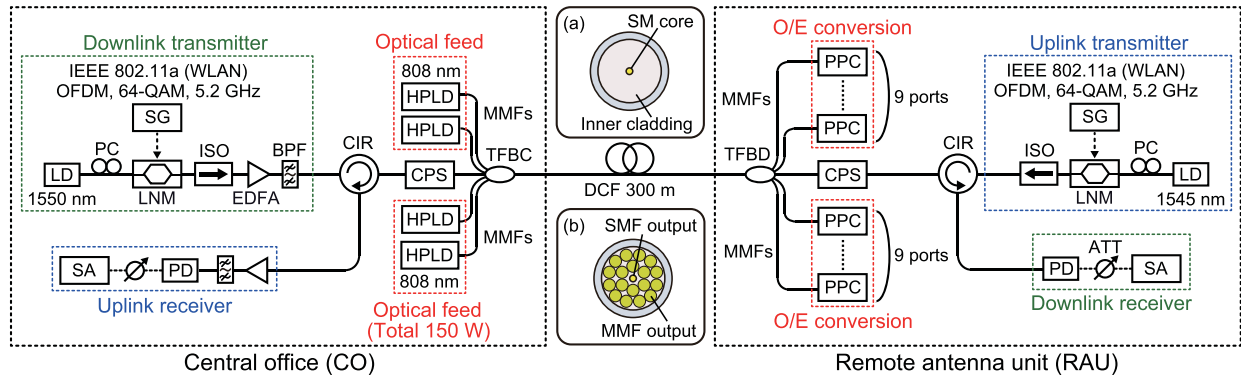 Downlink transmitter
IEEE 802.11a (WLAN)
OFDM, 64-QAM, 5.2 GHz
SG
PC
ISO
BPF
LD
1550 nm
LNM
EDFA
CIR
SA
PD
Uplink receiver
Optical feed
808 nm
HPLD
HPLD
MMFs
TFBC
CPS
HPLD
MMFs
HPLD
808 nm
Optical feed
(Total 150 W)
Central office (CO)
(a)
SM core
Inner cladding
DCF 300 m
(b)
SMF output
MMF output
O/E conversion
PPC
MMFs
9 ports
PPC
TFBD
CPS
PPC
MMFs
9 ports
PPC
O/E conversion
CIR
Uplink transmitter
IEEE 802.11a (WLAN)
OFDM, 64-QAM, 5.2 GHz
SG
ISO
PC
LNM
LD
1545 nm
ATT
PD
SA
Downlink receiver
Remote antenna unit (RAU)